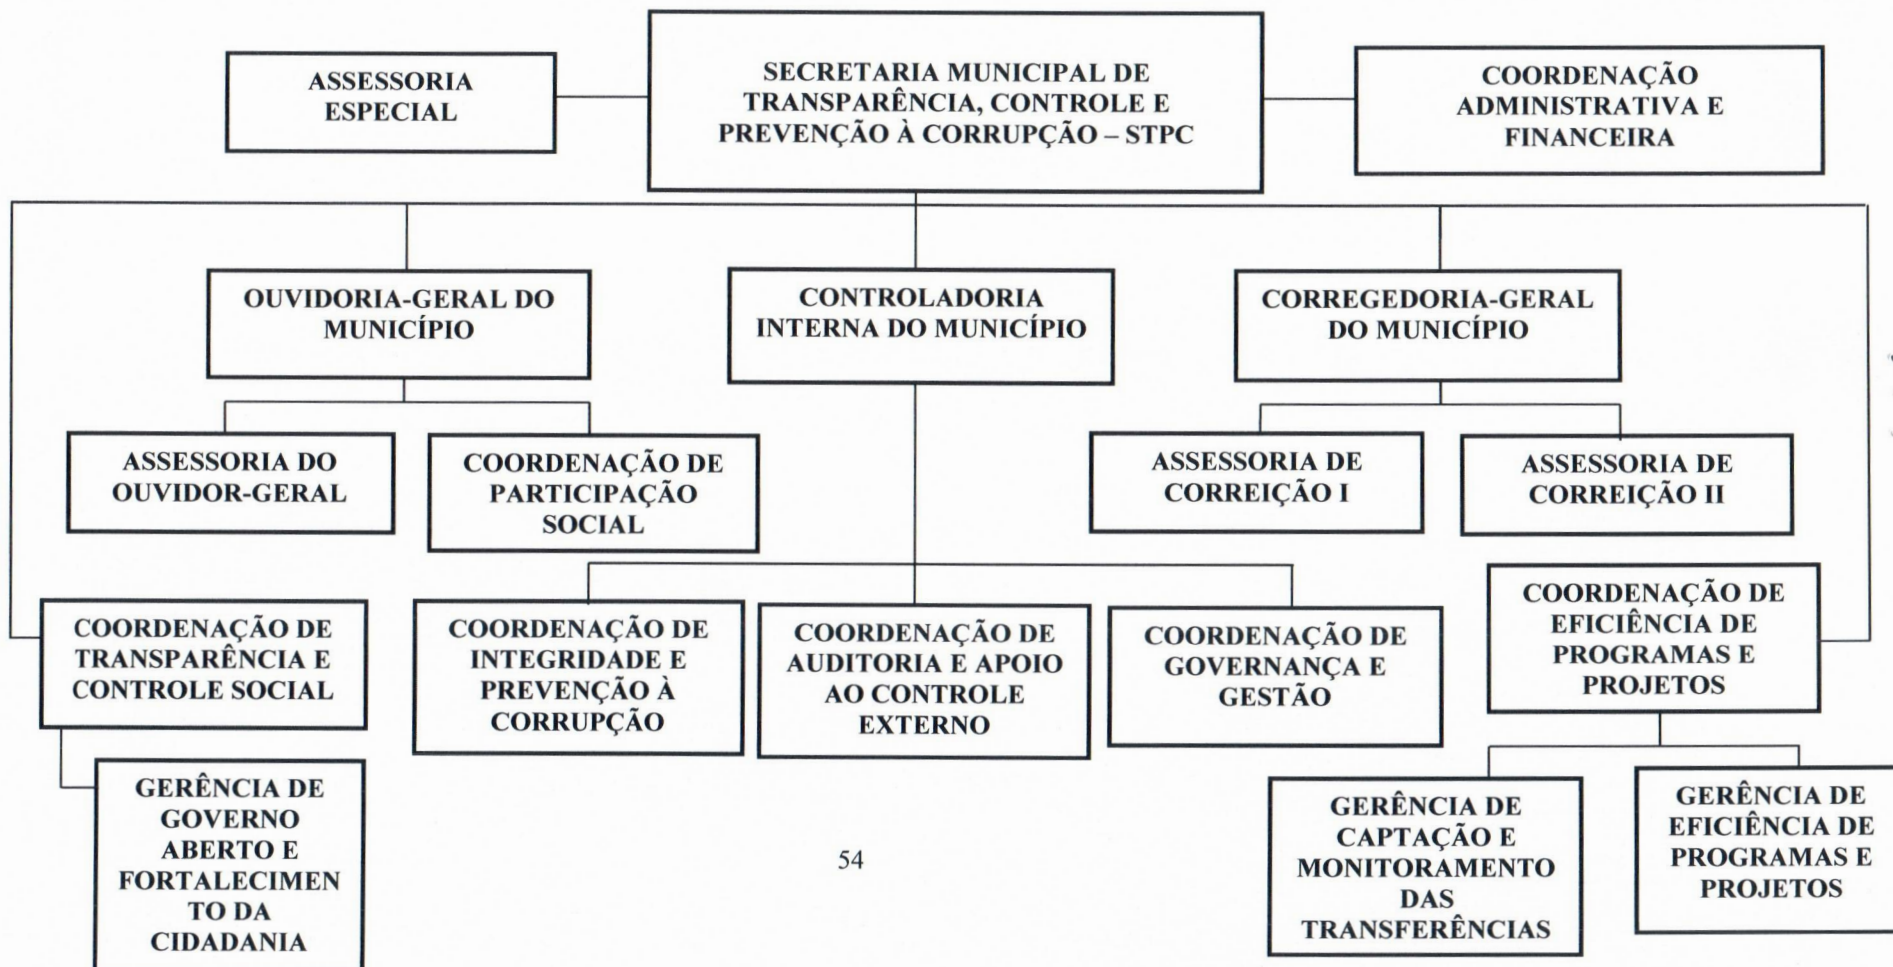 ASSESSORIA
ESPECIAL
SECRETARIA MUNICIPAL DE
TRANSPARÊNCIA, CONTROLE E
PREVENÇÃO À CORRUPÇÃO – STPC
COORDENAÇÃO
ADMINISTRATIVA E
FINANCEIRA
OUVIDORIA-GERAL DO
MUNICÍPIO
CONTROLADORIA
INTERNA DO MUNICÍPIO
CORREGEDORIA-GERAL
DO MUNICÍPIO
ASSESSORIA DO
OUVIDOR-GERAL
COORDENAÇÃO DE
PARTICIPAÇÃO
SOCIAL
ASSESSORIA DE
CORREIÇÃO I
ASSESSORIA DE
CORREIÇÃO II
COORDENAÇÃO DE
TRANSPARÊNCIA E
CONTROLE SOCIAL
COORDENAÇÃO DE
INTEGRIDADE E
PREVENÇÃO À
CORRUPÇÃO
COORDENAÇÃO DE
AUDITORIA E APOIO
AO CONTROLE
EXTERNO
COORDENAÇÃO DE
GOVERNANÇA E
GESTÃO
COORDENAÇÃO DE
EFICIÊNCIA DE
PROGRAMAS E
PROJETOS
GERÊNCIA DE
GOVERNO
ABERTO E
FORTALECIMEN
TO DA
CIDADANIA
GERÊNCIA DE
CAPTAÇÃO E
MONITORAMENTO
DAS
TRANSFERÊNCIAS
GERÊNCIA DE
EFICIÊNCIA DE
PROGRAMAS E
PROJETOS
54